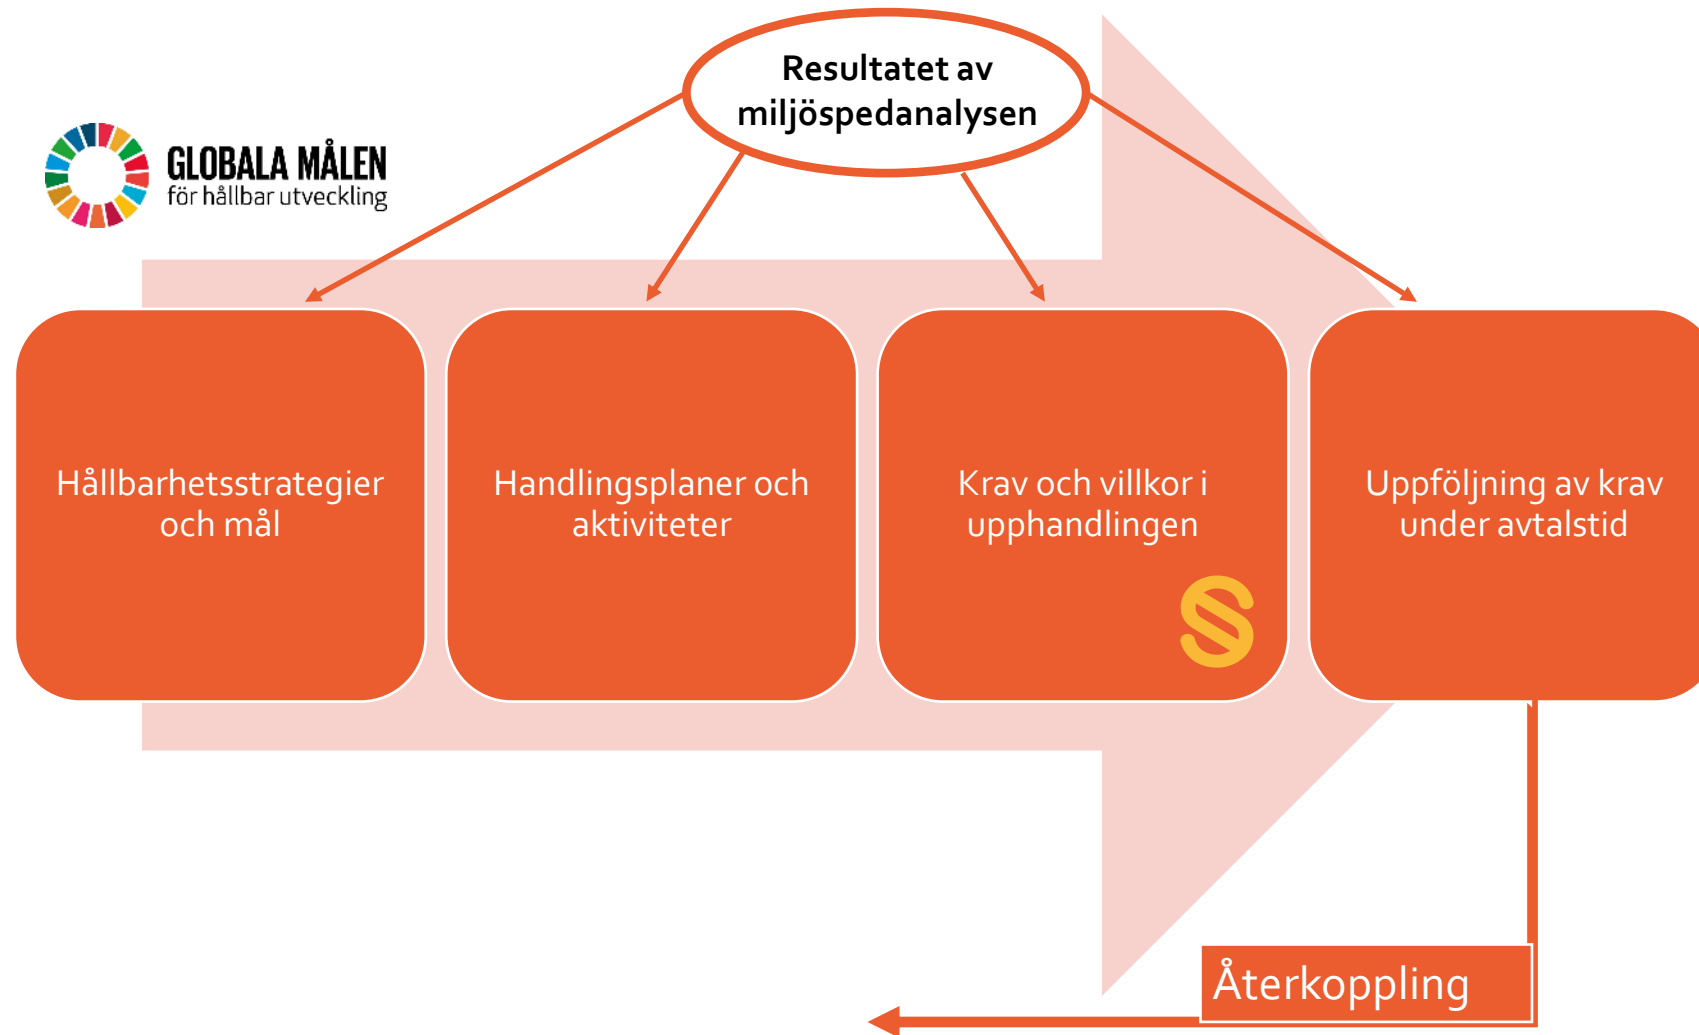 Resultatet av
miljöspedanalysen
GLOBALA MÅLEN
för hållbar utveckling
Hållbarhetsstrategier
och mål
Handlingsplaner och
aktiviteter
Krav och villkor i
upphandlingen
§
Uppföljning av krav
under avtalstid
Återkoppling